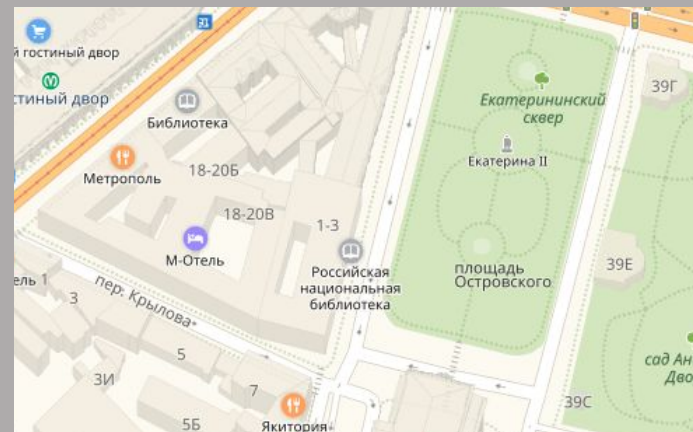 й гостиный двор
стиный двор
Библиотека
Метрополь
18-20Б
18-20В
М-Отель
1-3
Российская
национальная
библиотека
Екатерининский
сквер
Екатерина II
площадь
Островского
39Г
39Е
39С
сад Ан
Дво
ель 1
пер. Крылова
3
3И
5
5Б
7
Якитория